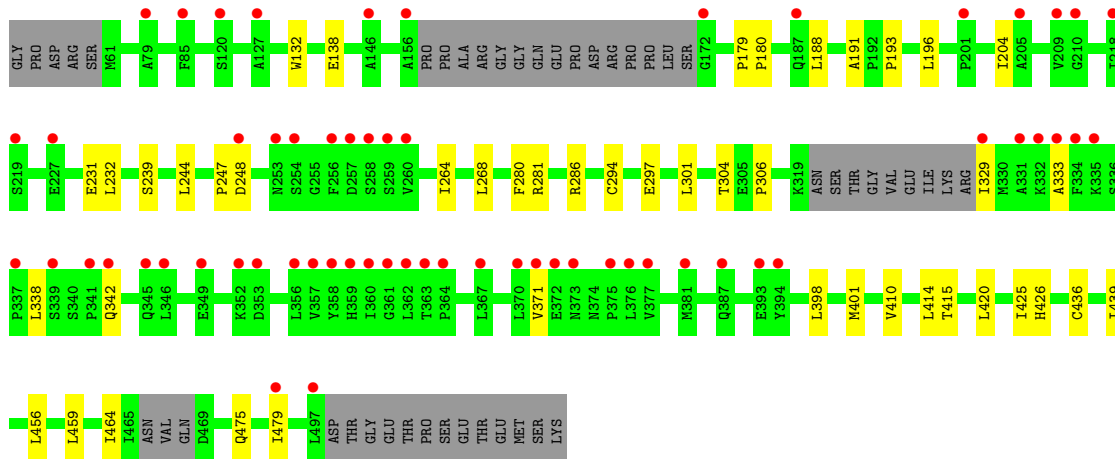 GLY PRO ASP ARG SER M61 A79 F85 S120 A127 W132 E138 A146 A156 PRO PRO ALA ARG GLY GLY GLN GLU PRO ASP ARG PRO PRO LEU SER G172 P179 P180 Q187 L188 A191 P192 P193 L196 P201 I204 A205 V209 G210 I218
S219 E227 E231 L232 S239 L244 P247 D248 N253 S254 G255 F256 D257 S258 S259 V260 I264 L268 F280 R281 R286 C294 E297 L301 T304 E305 P306 K319 ASN SER THR GLY VAL GLU ILE LYS ARG I329 M330 A331 K332 A333 F334 K335 S336
P337 L338 S339 S340 P341 Q342 Q345 L346 E349 K352 D353 L356 V357 Y358 H359 I360 G361 L362 T363 P364 L367 L370 V371 E372 N373 N374 P375 L376 V377 M381 Q387 E393 Y394 L398 M401 V410 L414 T415 L420 I425 H426 C436 I439
L456 L459 I464 I465 ASN VAL GLN D469 Q475 I479 L497 ASP THR GLY GLU THR PRO SER GLU THR GLU MET SER LYS